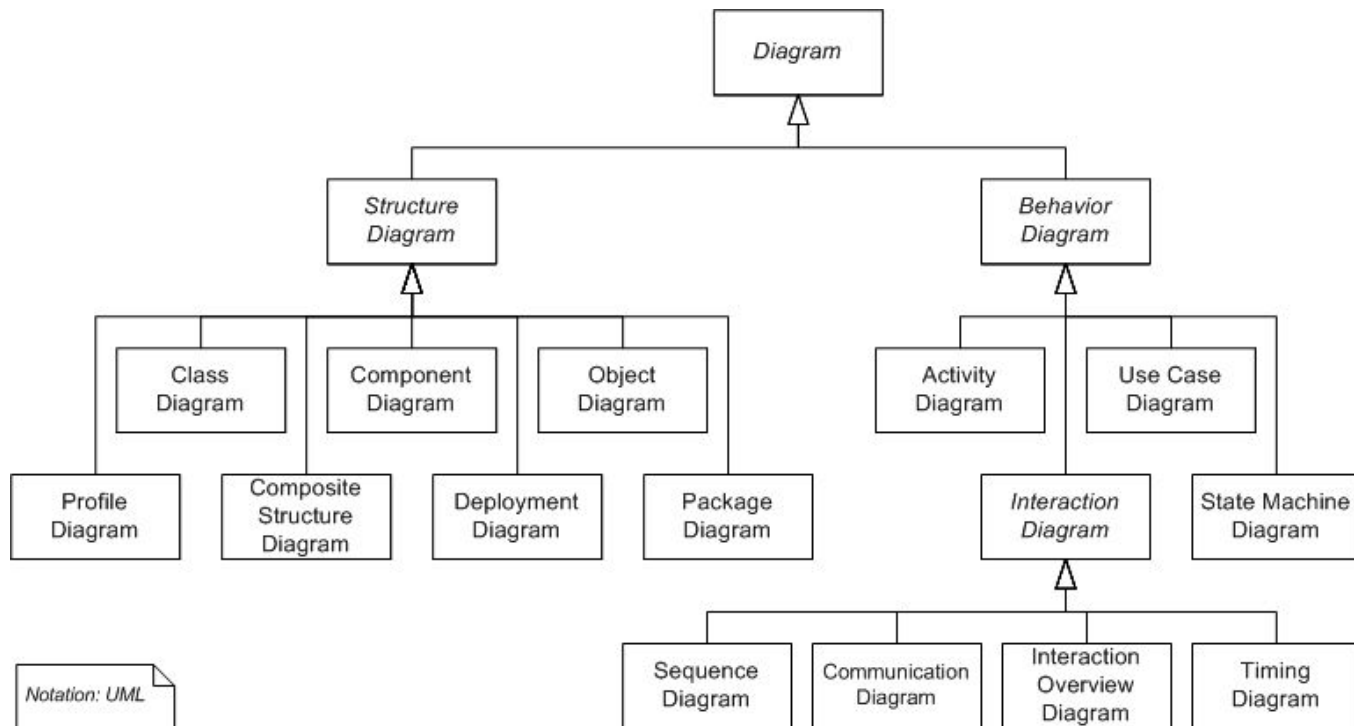 Diagram
Structure
Diagram
Behavior
Diagram
Class
Diagram
Component
Diagram
Object
Diagram
Activity
Diagram
Use Case
Diagram
Profile
Diagram
Composite
Structure
Diagram
Deployment
Diagram
Package
Diagram
Interaction
Diagram
State Machine
Diagram
Sequence
Diagram
Communication
Diagram
Interaction
Overview
Diagram
Timing
Diagram
Notation: UML